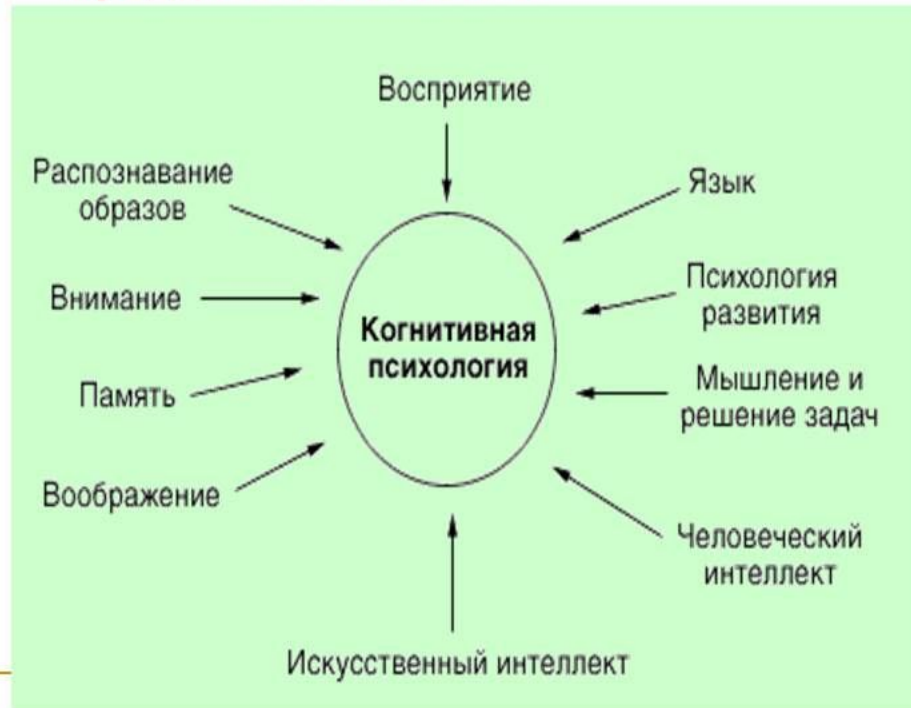 Восприятие
Распознавание
образов
Язык
Внимание
Психология
развития
Когнитивная
психология
Память
Мышление и
решение задач
Воображение
Человеческий
интеллект
Искусственный интеллект